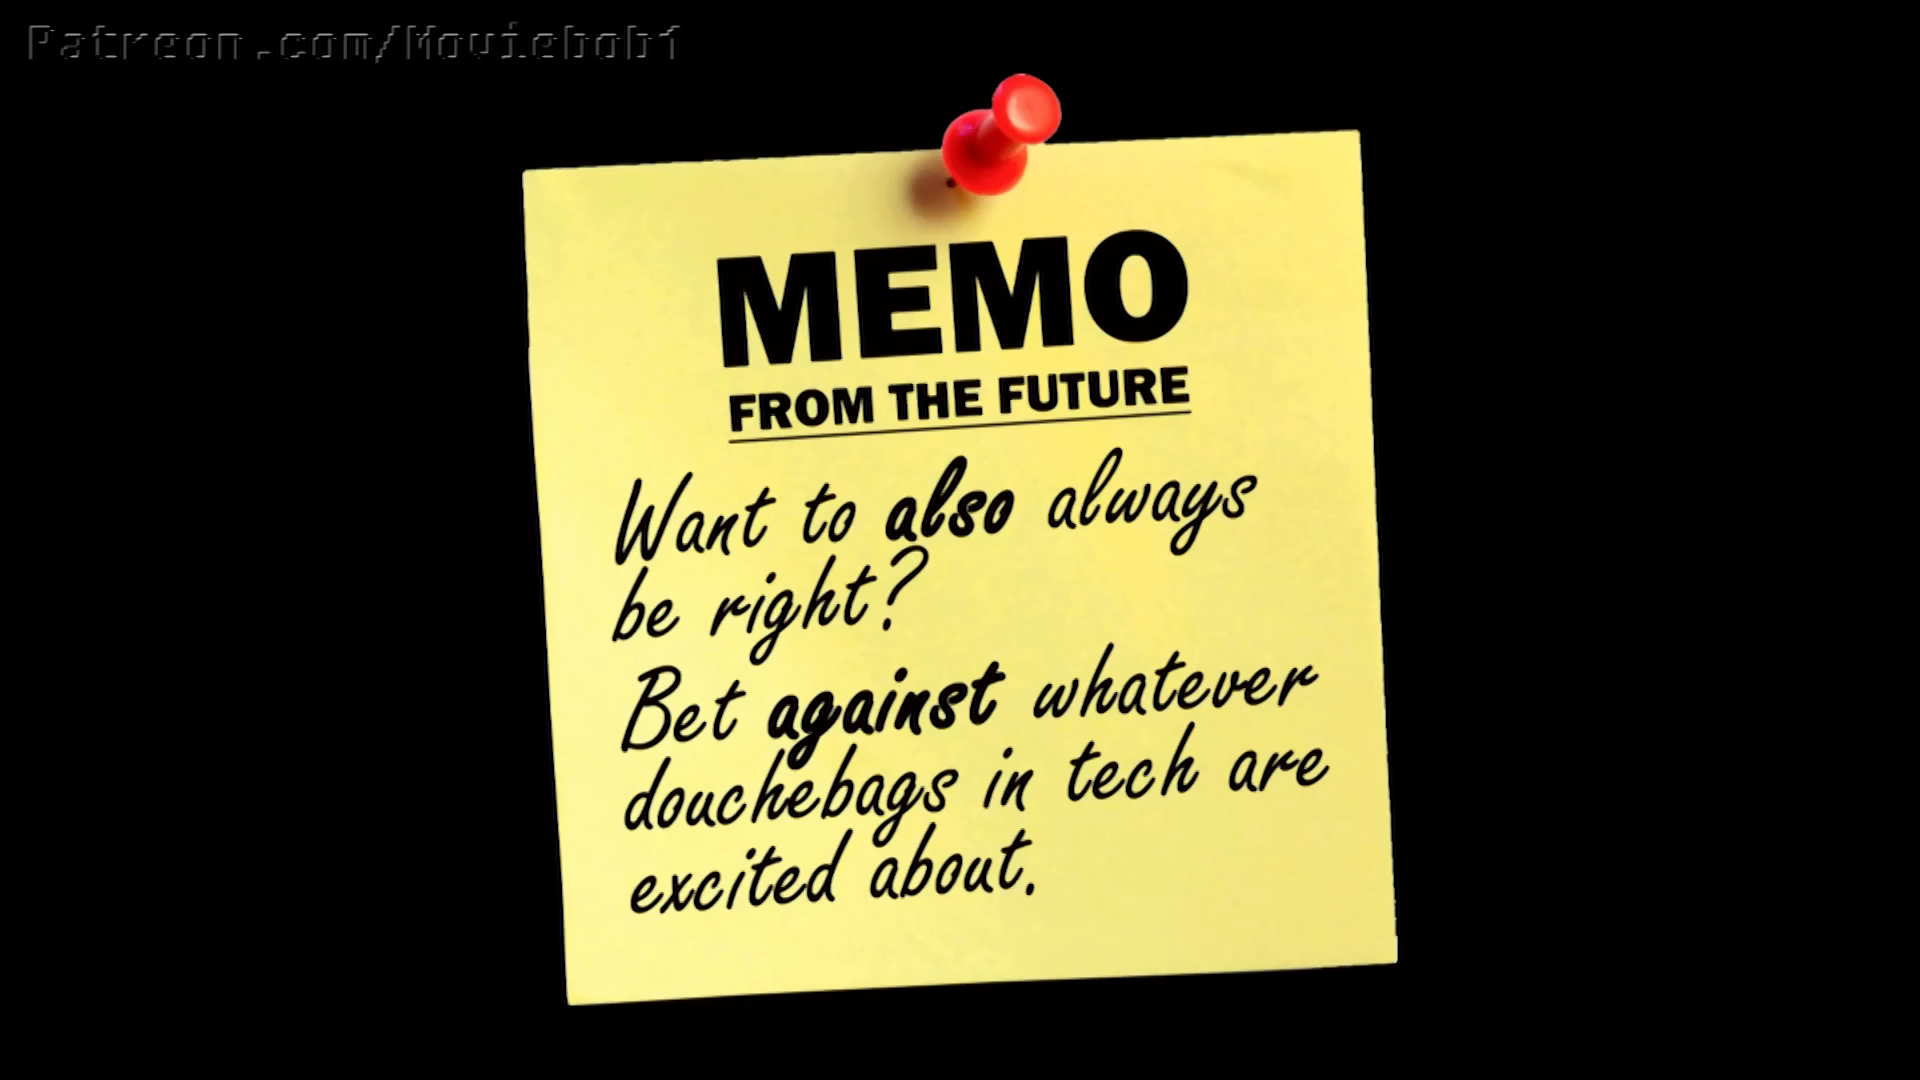 Patreon.com/Moviebob1
MEMO
FROM THE FUTURE
Want to also always
be right?
Bet against whatever
douchebags in tech are
excited about.